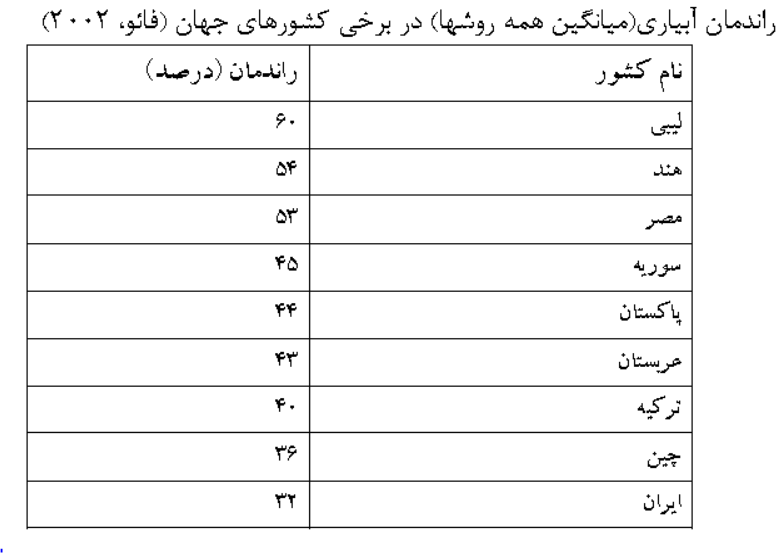 راندمان آبیاری(میانگین همه روشها) در برخی کشورهای جهان (فائو، ۲۰۰۲)
نام کشور راندمان (درصد)
لیبی ۶۰
هند ۵۴
مصر ۵۳
سوریه ۴۵
پاکستان ۴۴
عربستان ۴۳
ترکیه ۴۰
چین ۳۶
ایران ۳۲